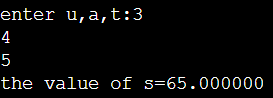 enter u,a,t:3
4
5
the value of s=65.000000